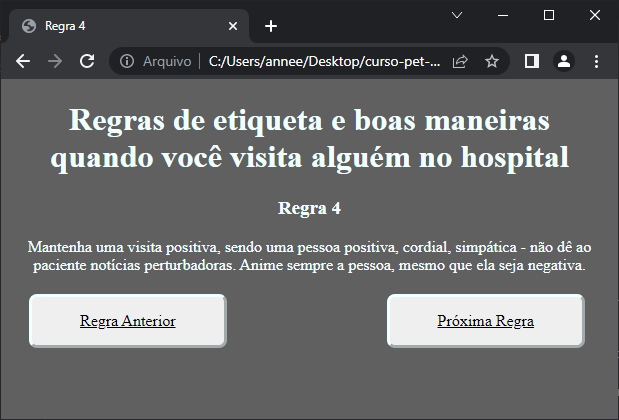 Regra 4
Arquivo C:/Users/annee/Desktop/curso-pet-...
Regras de etiqueta e boas maneiras
quando você visita alguém no hospital
Regra 4
Mantenha uma visita positiva, sendo uma pessoa positiva, cordial, simpática - não dê ao
paciente notícias perturbadoras. Anime sempre a pessoa, mesmo que ela seja negativa.
Regra Anterior
Próxima Regra